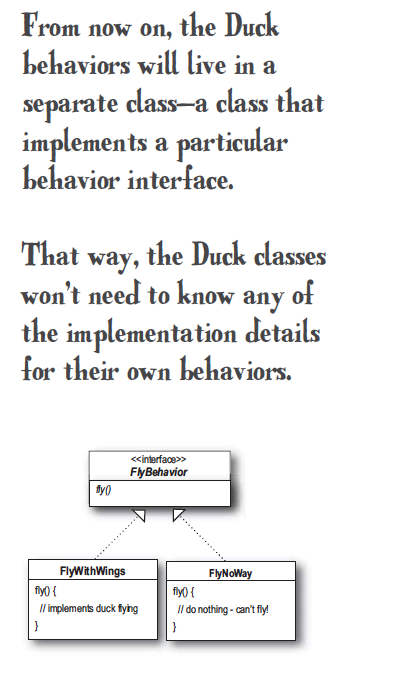 From now on, the Duck
behaviors will live in a
separate class—a class that
implements a particular
behavior interface.
That way, the Duck classes
won't need to know any of
the implementation details
for their own behaviors.
<<interface>>
FlyBehavior
fly()
FlyWithWings
fly() {
// implements duck flying
}
FlyNoWay
fly() {
// do nothing - can't fly!
}